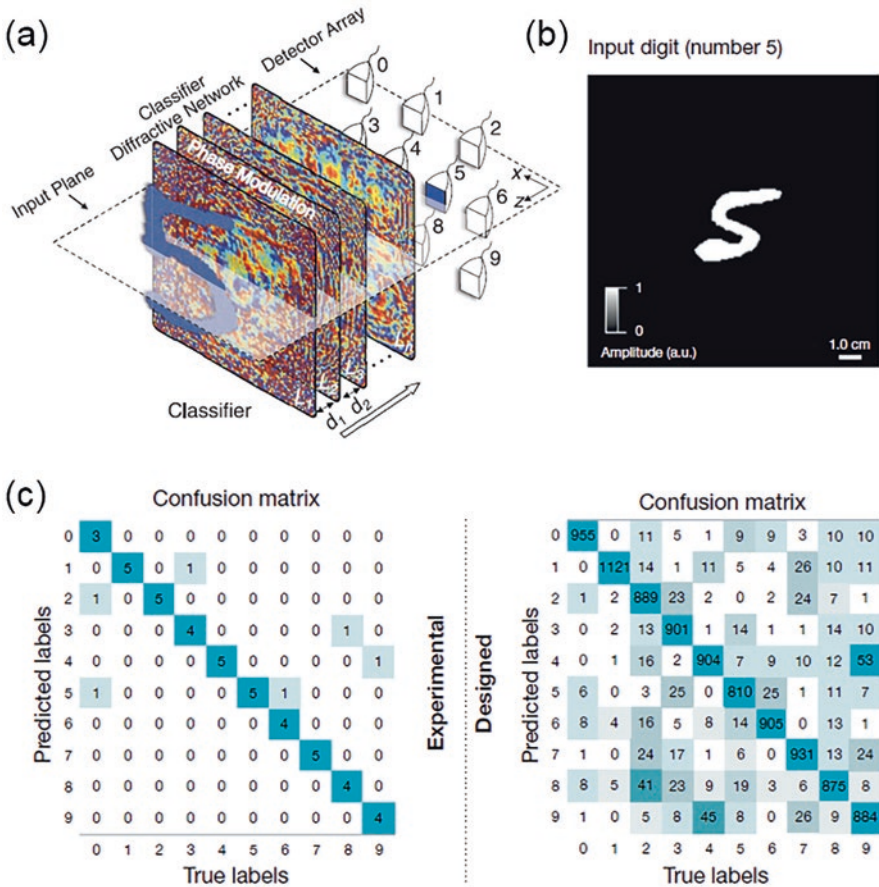 (a)
Detector Array
Classifier
Diffractive Network
Input Plane
Phase Modulation
0
1
2
3
4
5
6
8
9
x
z
L
d1
d2
Classifier
(b)
Input digit (number 5)
1
0
Amplitude (a.u.)
1.0 cm
(c)
Confusion matrix
Predicted labels
0 3 0 0 0 0 0 0 0 0 0
1 0 5 0 1 0 0 0 0 0 0
2 1 0 5 0 0 0 0 0 0 0
3 0 0 0 4 0 0 0 0 1 0
4 0 0 0 0 5 0 0 0 0 1
5 1 0 0 0 0 5 1 0 0 0
6 0 0 0 0 0 0 4 0 0 0
7 0 0 0 0 0 0 0 5 0 0
8 0 0 0 0 0 0 0 0 4 0
9 0 0 0 0 0 0 0 0 0 4
0 1 2 3 4 5 6 7 8 9
True labels
Experimental
Designed
Confusion matrix
Predicted labels
0 955 0 11 5 1 9 9 3 10 10
1 0 1121 14 1 11 5 4 26 10 11
2 1 2 889 23 2 0 2 24 7 1
3 0 2 13 901 1 14 1 1 14 10
4 0 1 16 2 904 7 9 10 12 53
5 6 0 3 25 0 810 25 1 11 7
6 8 4 16 5 8 14 905 0 13 1
7 1 0 24 17 1 6 0 931 13 24
8 8 5 41 23 9 19 3 6 875 8
9 1 0 5 8 45 8 0 26 9 884
0 1 2 3 4 5 6 7 8 9
True labels